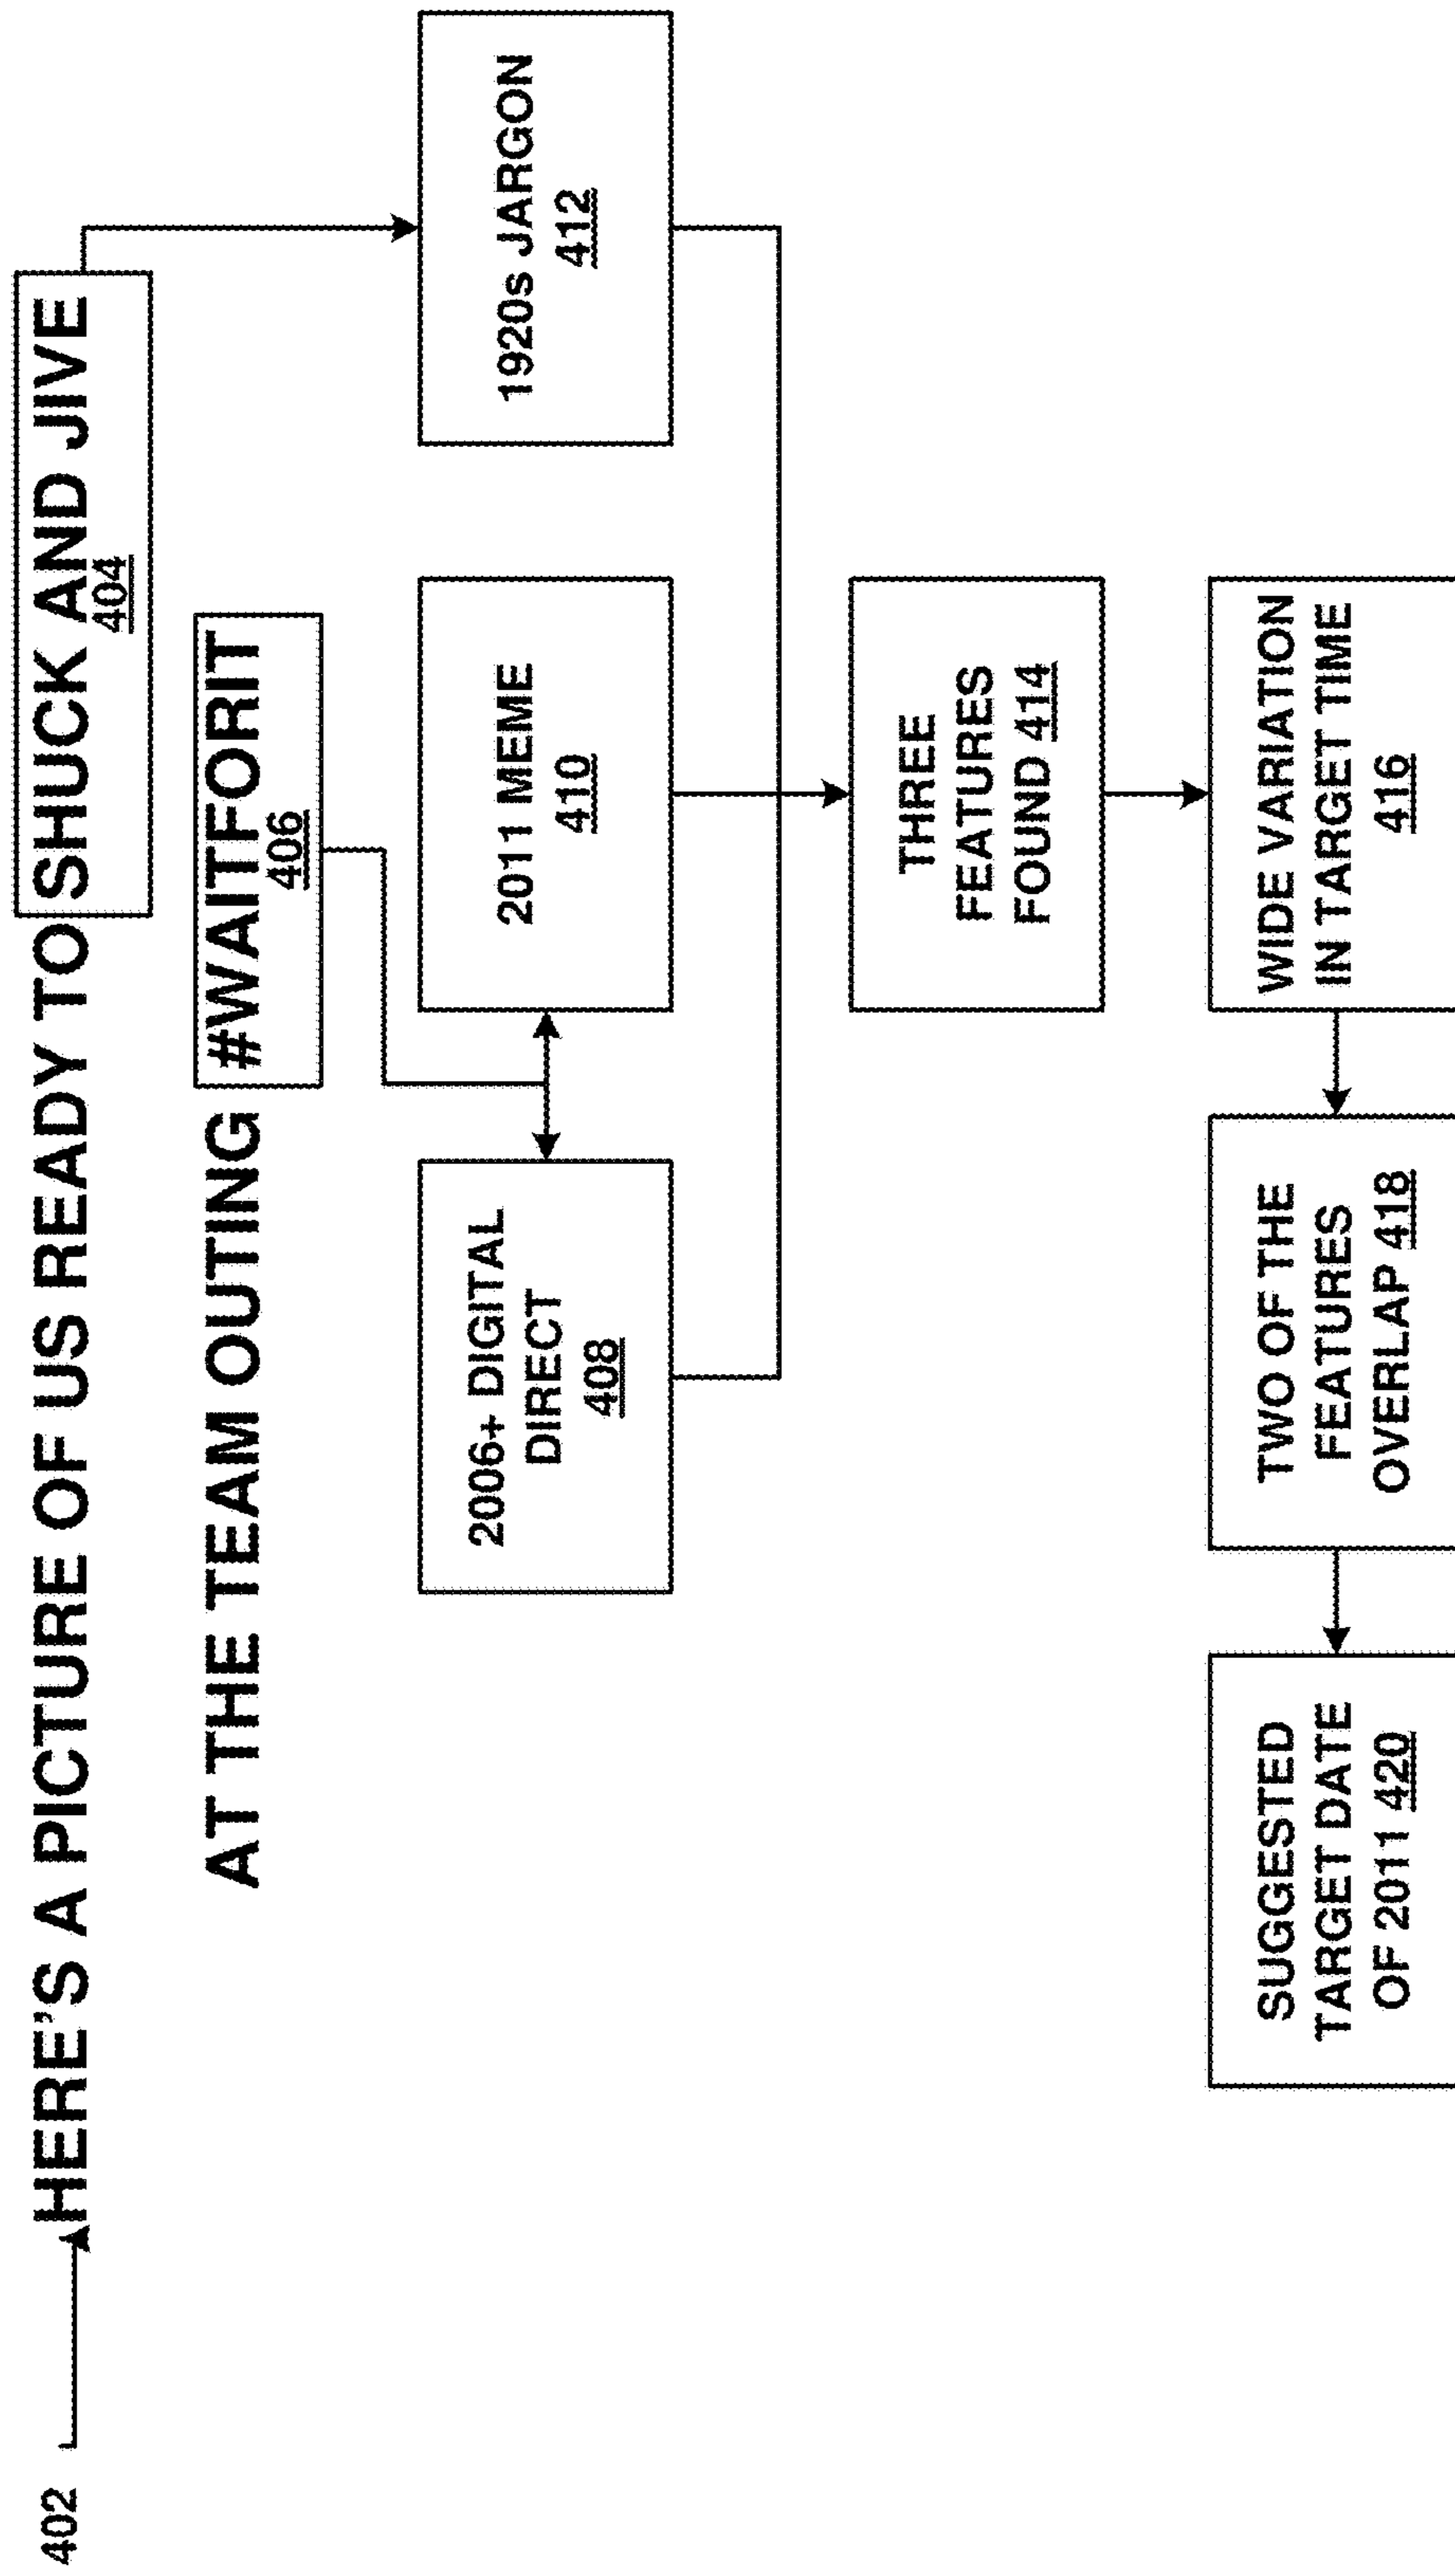 402
HERE'S A PICTURE OF US READY TO SHUCK AND JIVE
404
AT THE TEAM OUTING #WAITFORIT
406
2006+ DIGITAL
DIRECT
408
2011 MEME
410
1920s JARGON
412
THREE
FEATURES
FOUND 414
SUGGESTED
TARGET DATE
OF 2011 420
TWO OF THE
FEATURES
OVERLAP 418
WIDE VARIATION
IN TARGET TIME
416